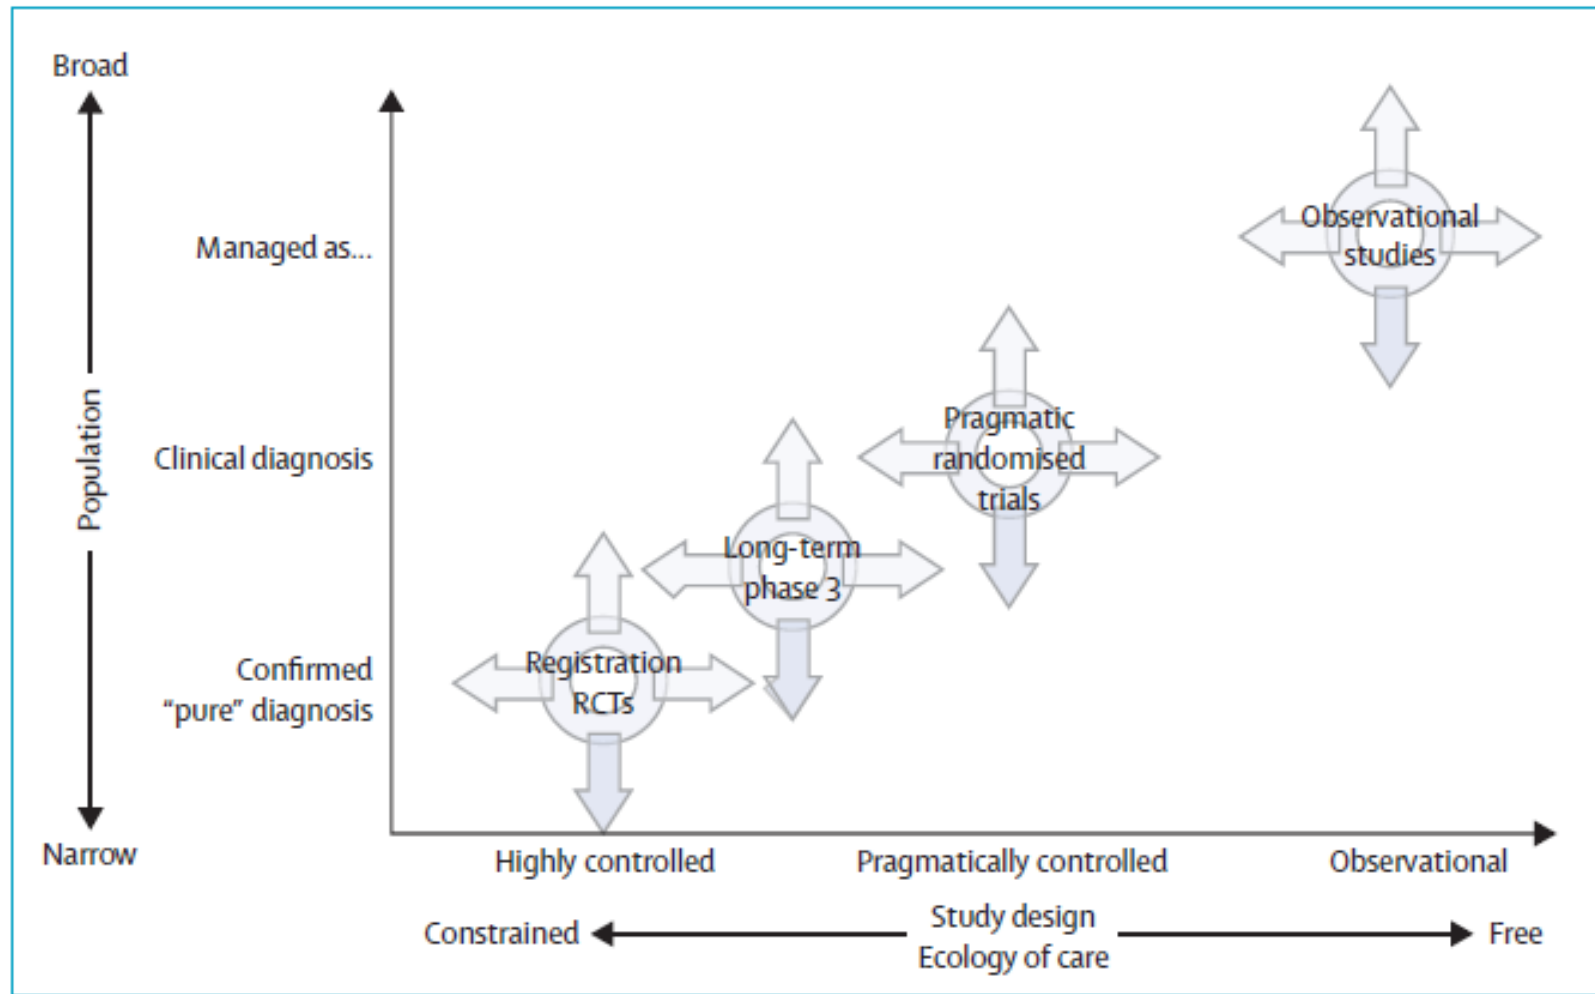 Broad
Population
Narrow
Managed as...
Clinical diagnosis
Confirmed
“pure” diagnosis
Observational
studies
Pragmatic
randomised
trials
Long-term
phase 3
Registration
RCTs
Highly controlled
Pragmatically controlled
Observational
Constrained
Study design
Ecology of care
Free